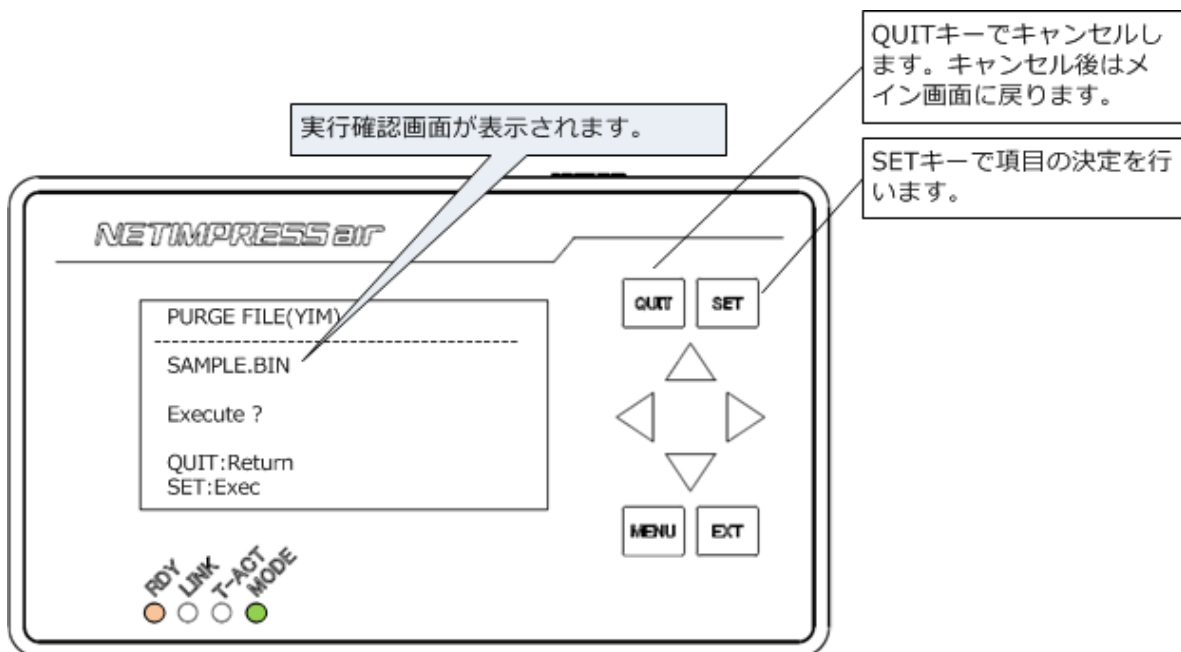 QUITキーでキャンセルし
ます。キャンセル後はメ
イン画面に戻ります。
実行確認画面が表示されます。
SETキーで項目の決定を行
います。
NETIMPRESS air
QUIT SET
PURGE FILE(YIM)
--------------------------------------
SAMPLE.BIN
Execute ?
QUIT:Return
SET:Exec
MENU EXT
RDY LINK T-ACT MODE